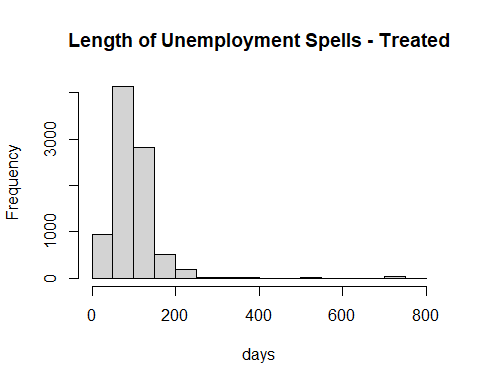 Length of Unemployment Spells - Treated
Frequency
3000
1000
0
0 200 400 600 800
days